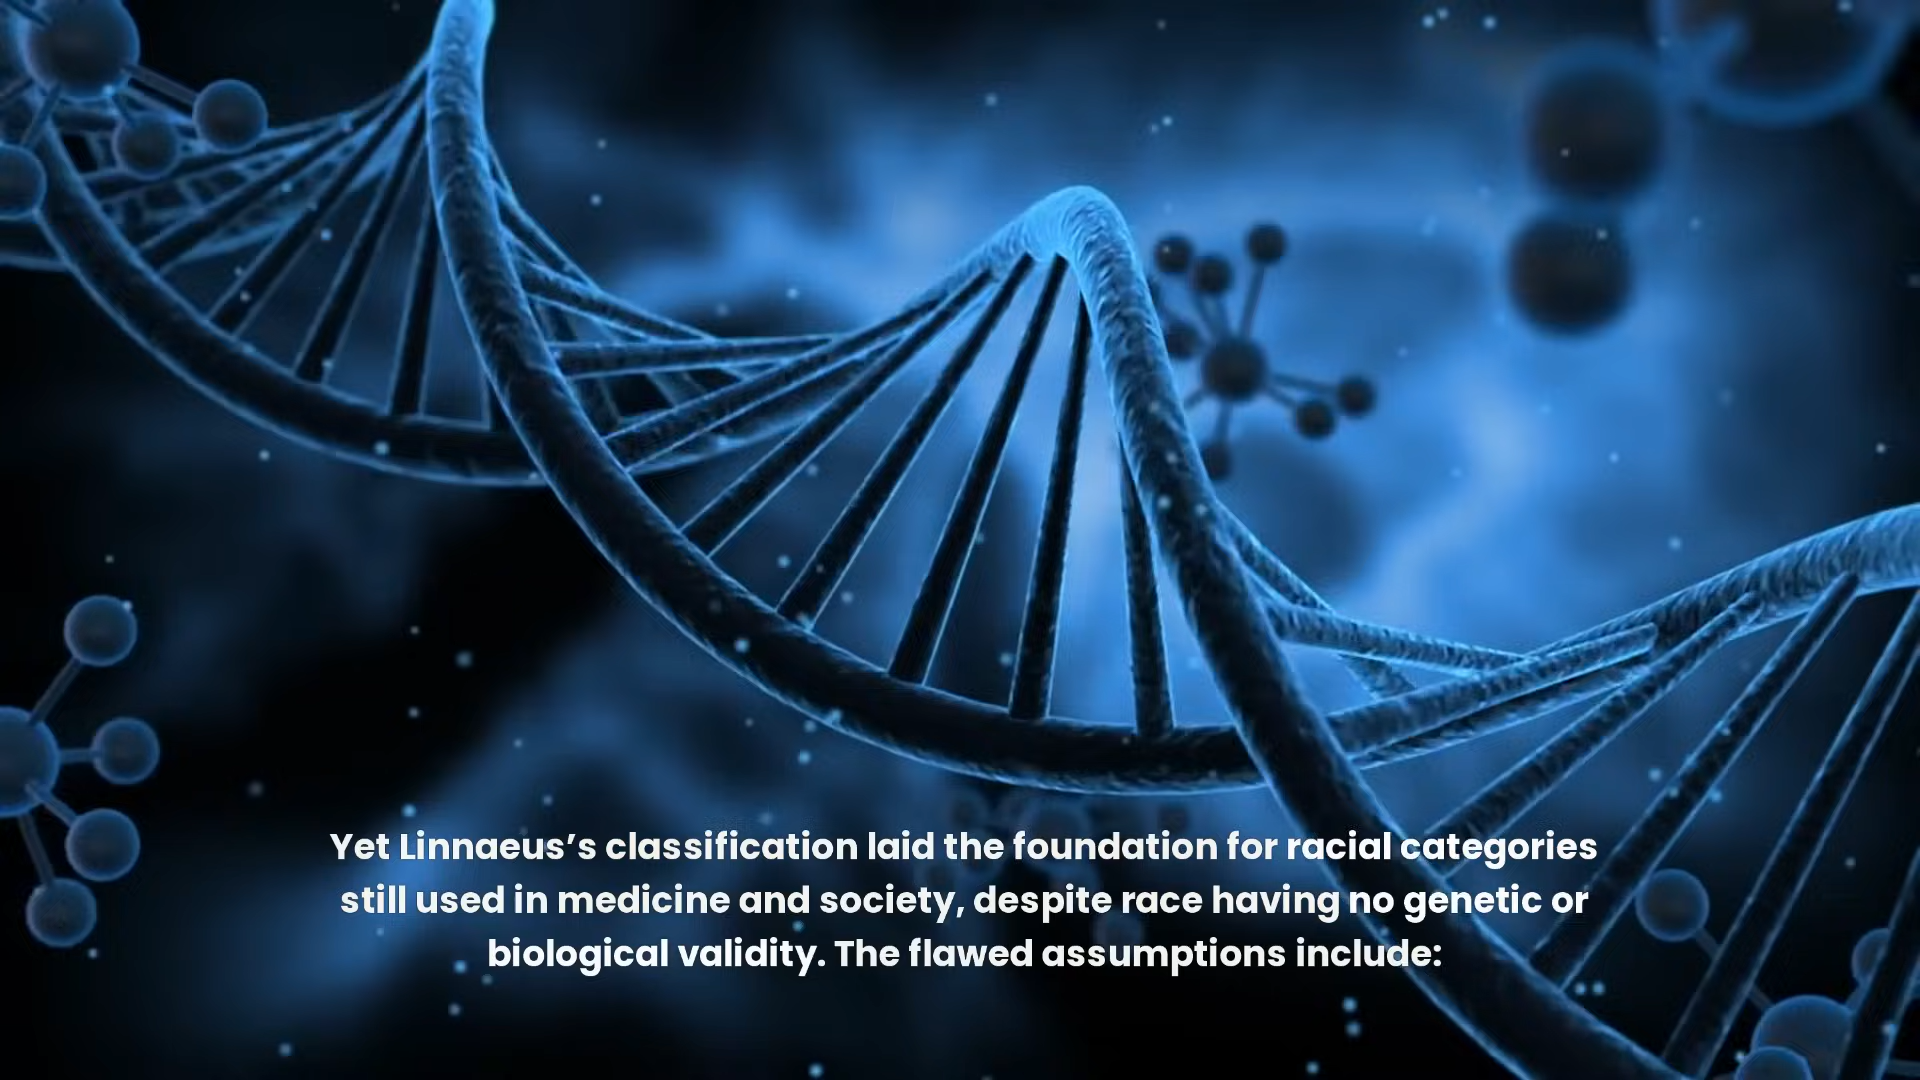 Yet Linnaeus’s classification laid the foundation for racial categories
still used in medicine and society, despite race having no genetic or
biological validity. The flawed assumptions include: